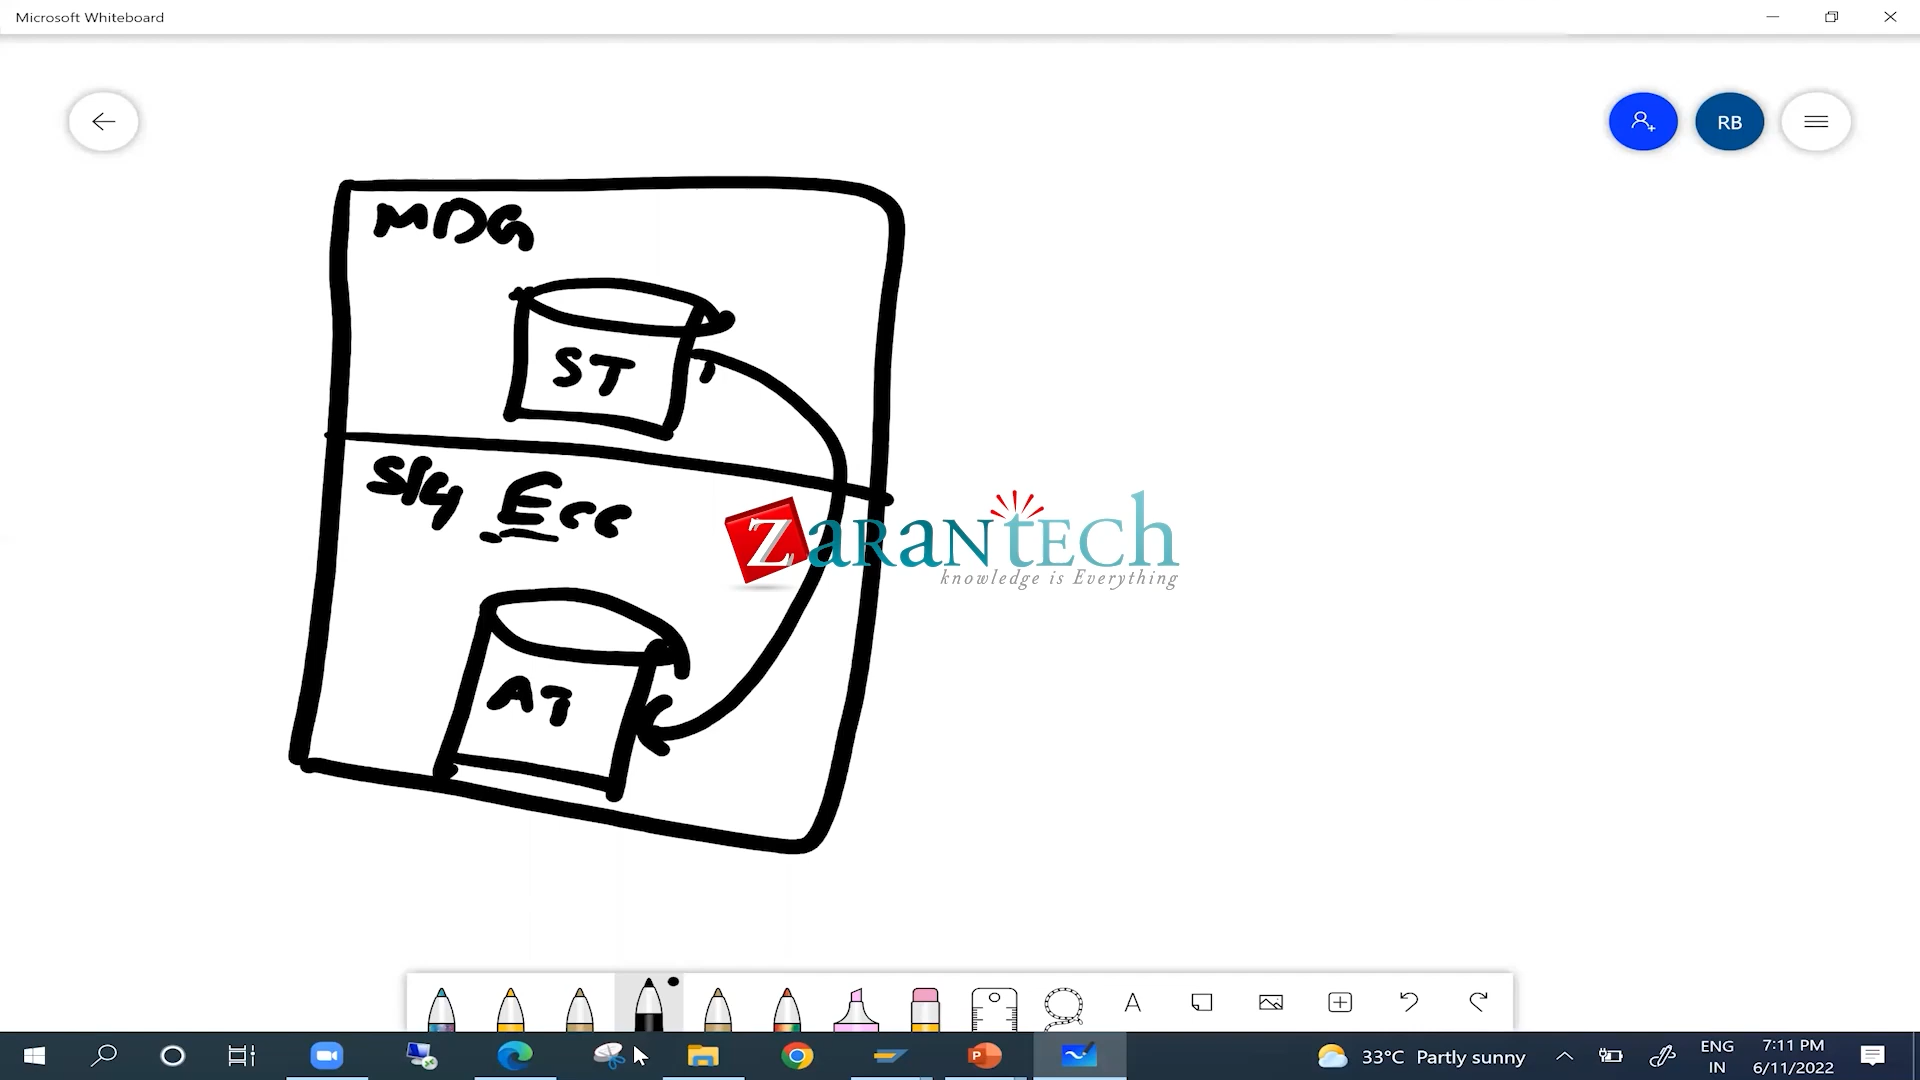 Microsoft Whiteboard
RB
MDG
ST
S/4 Ecc
ZaranTech
knowledge is Everything
AT
A
33°C Partly sunny
ENG
IN
7:11 PM
6/11/2022